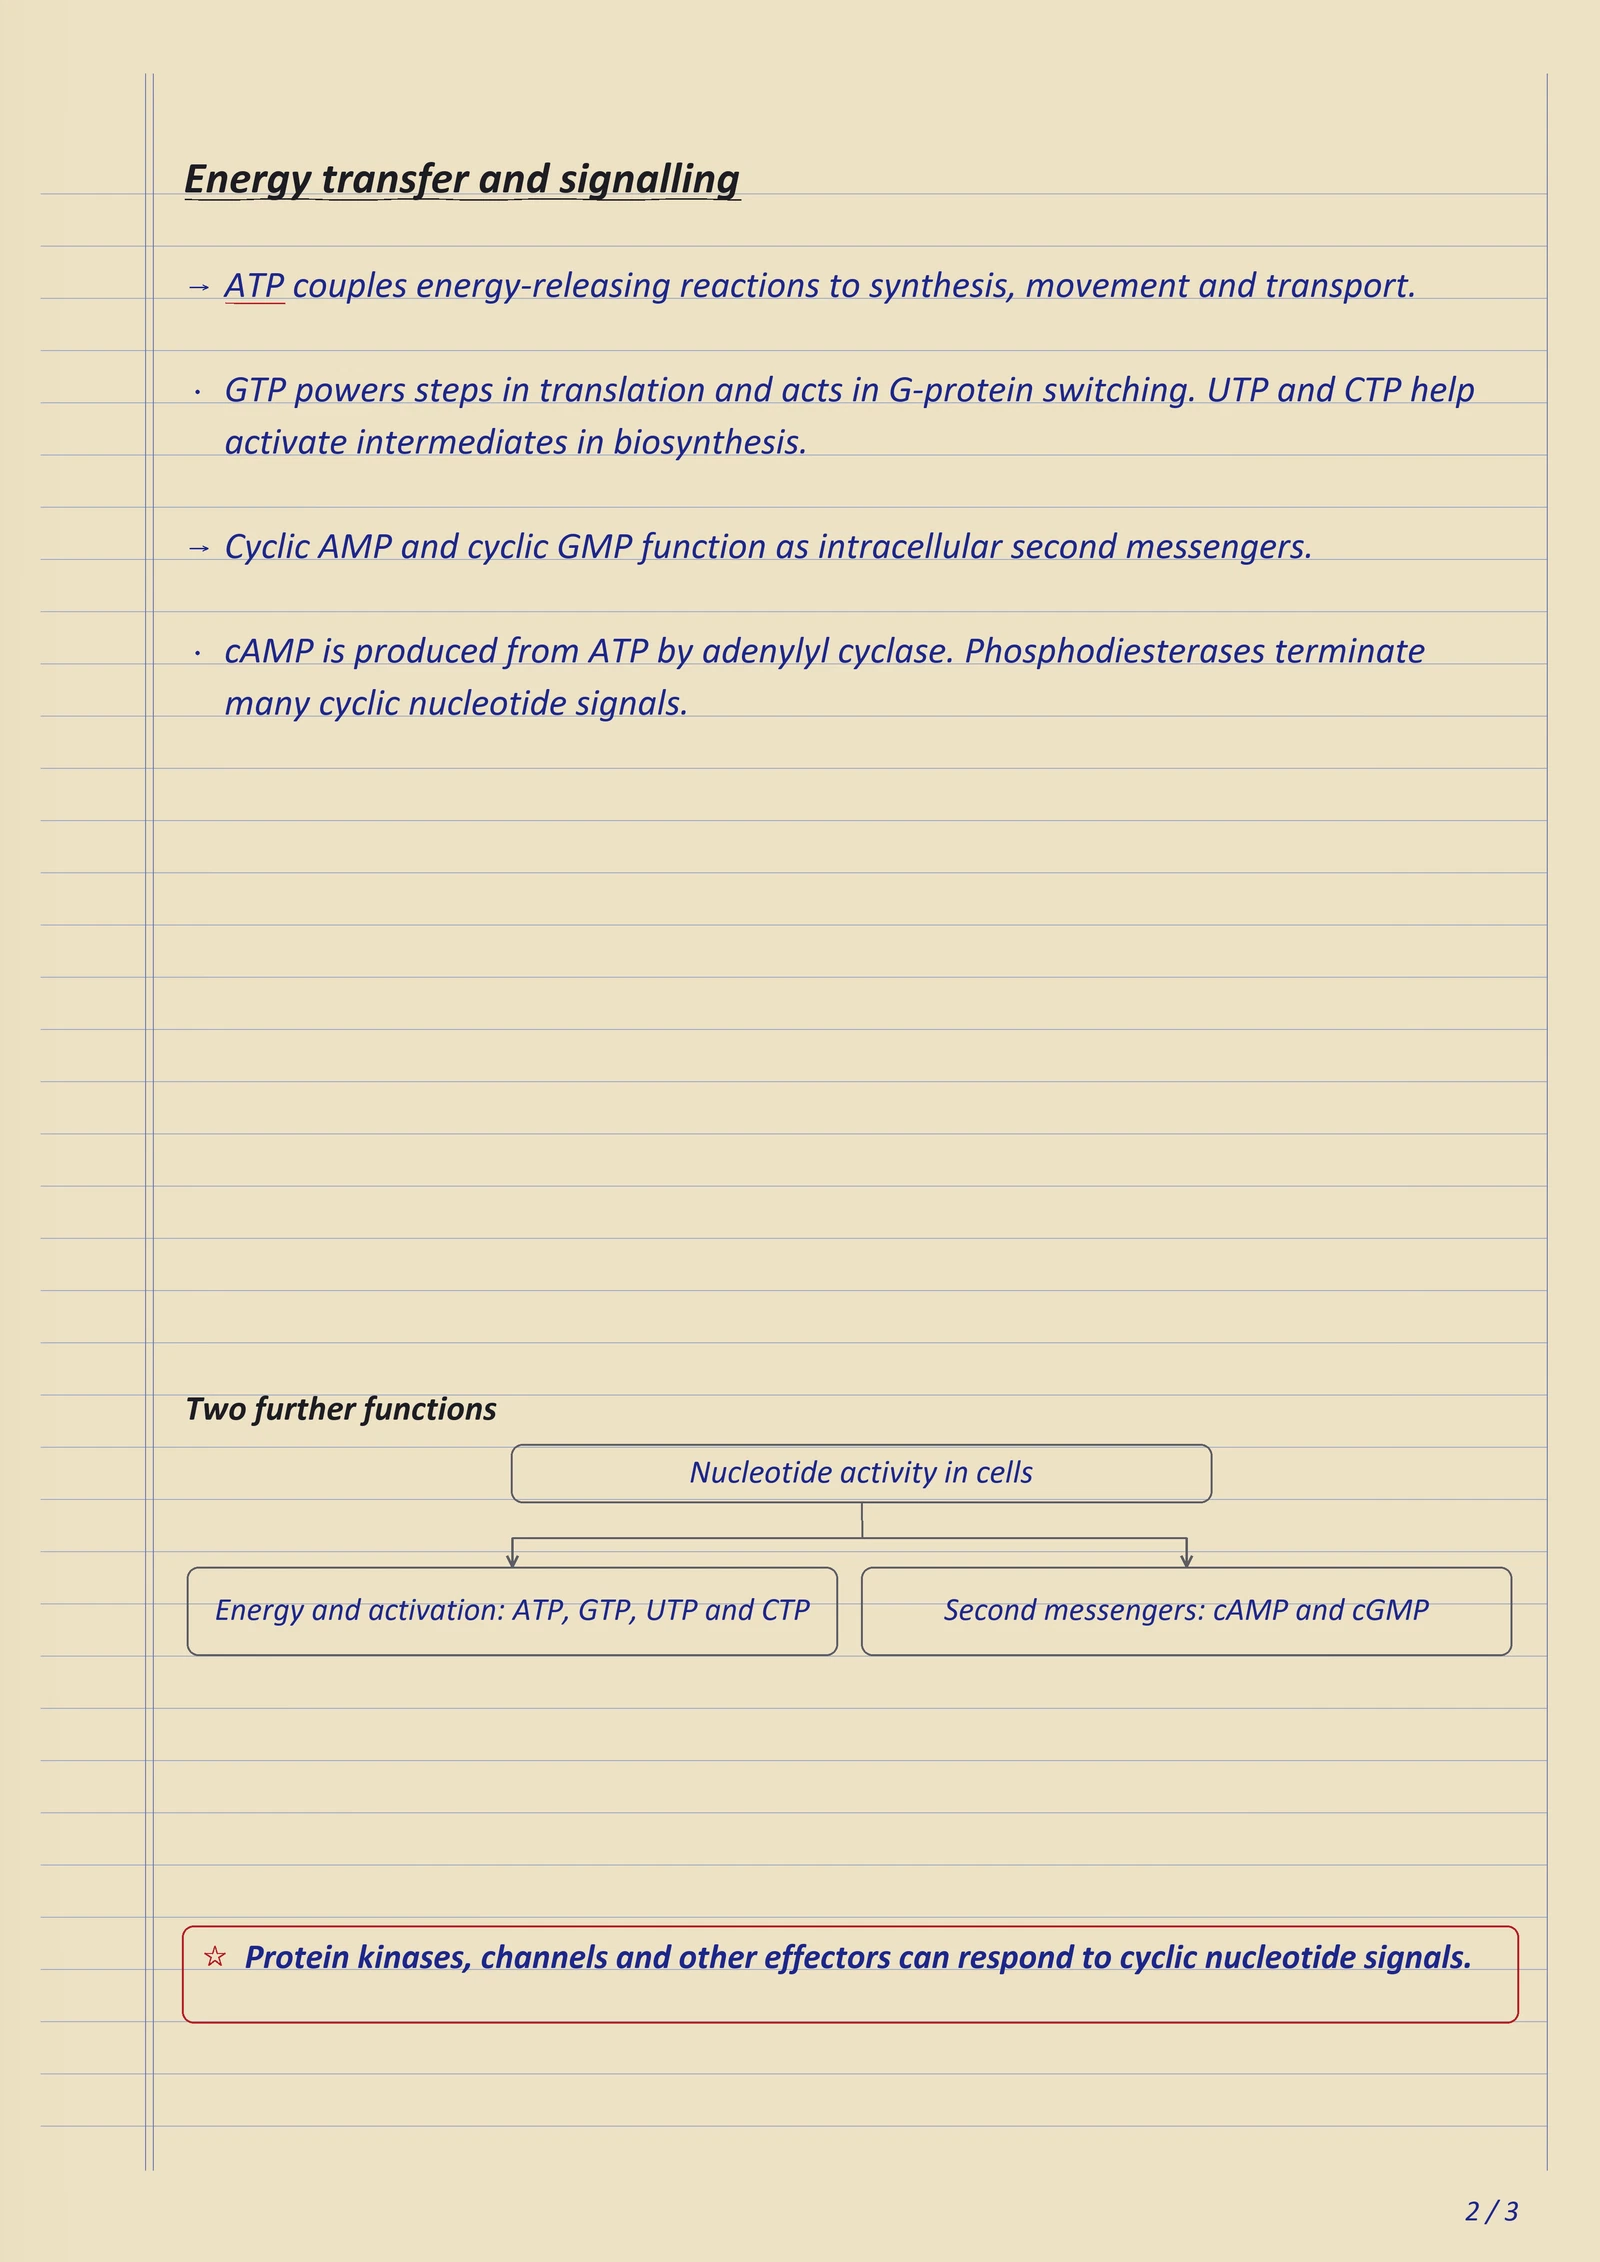 Energy transfer and signalling
→ ATP couples energy-releasing reactions to synthesis, movement and transport.
· GTP powers steps in translation and acts in G-protein switching. UTP and CTP help
activate intermediates in biosynthesis.
→ Cyclic AMP and cyclic GMP function as intracellular second messengers.
· cAMP is produced from ATP by adenylyl cyclase. Phosphodiesterases terminate
many cyclic nucleotide signals.
Two further functions
Nucleotide activity in cells
Energy and activation: ATP, GTP, UTP and CTP
Second messengers: cAMP and cGMP
☆ Protein kinases, channels and other effectors can respond to cyclic nucleotide signals.
2 / 3